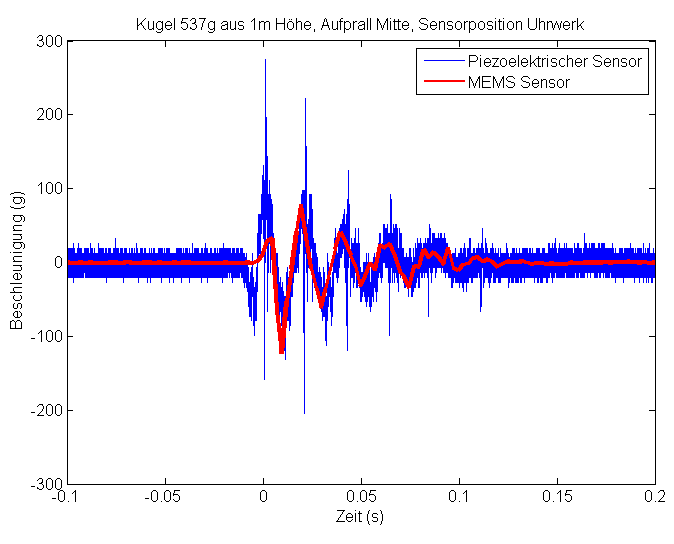 Kugel 537g aus 1m Höhe, Aufprall Mitte, Sensorposition Uhrwerk
300
Piezoelektrischer Sensor
MEMS Sensor
200
100
0
-100
-200
-300
Beschleunigung (g)
-0.1 -0.05 0 0.05 0.1 0.15 0.2
Zeit (s)